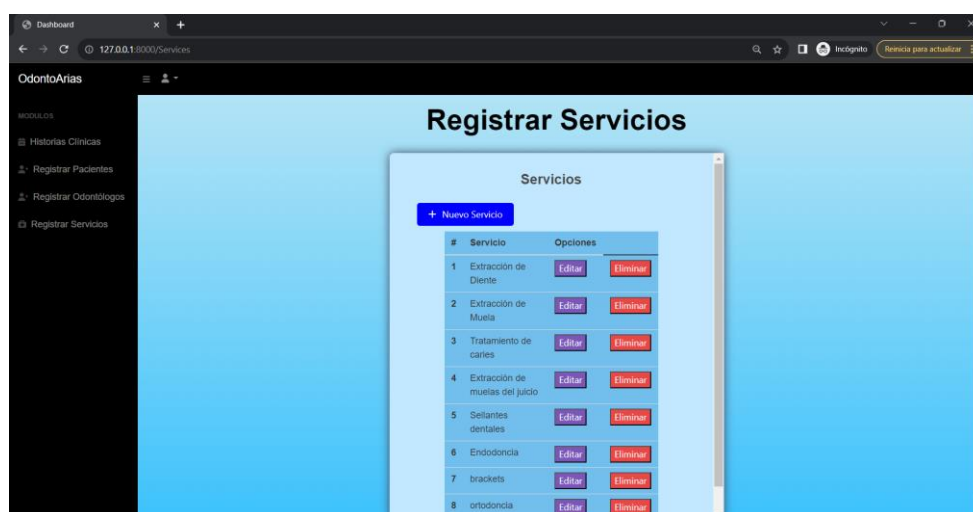 Dashboard
127.0.0.1:8000/Services
Incógnito
Reinicia para actualizar
OdontoArias
MODULOS
Historias Clínicas
Registrar Pacientes
Registrar Odontólogos
Registrar Servicios
Registrar Servicios
Servicios
+ Nuevo Servicio
# Servicio Opciones
1 Extracción de Diente Editar Eliminar
2 Extracción de Muela Editar Eliminar
3 Tratamiento de caries Editar Eliminar
4 Extracción de muelas del juicio Editar Eliminar
5 Sellantes dentales Editar Eliminar
6 Endodoncia Editar Eliminar
7 brackets Editar Eliminar
8 ortodoncia Editar Eliminar